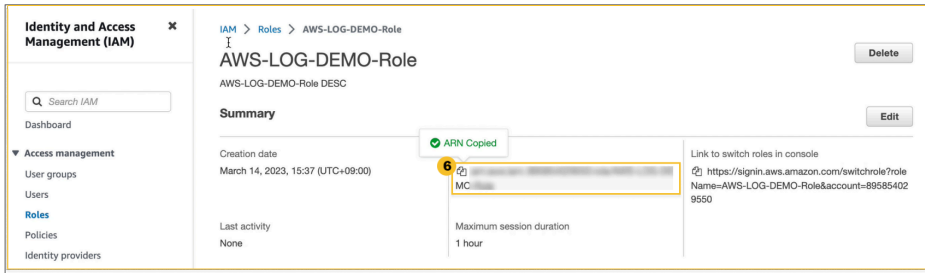 Identity and Access
Management (IAM)
Search IAM
Dashboard
Access management
User groups
Users
Roles
Policies
Identity providers
IAM > Roles > AWS-LOG-DEMO-Role
AWS-LOG-DEMO-Role
Delete
AWS-LOG-DEMO-Role DESC
Summary
Edit
ARN Copied
Creation date
March 14, 2023, 15:37 (UTC+09:00)
6
Link to switch roles in console
https://signin.aws.amazon.com/switchrole?role
Name=AWS-LOG-DEMO-Role&account=89585402
9550
Last activity
None
Maximum session duration
1 hour